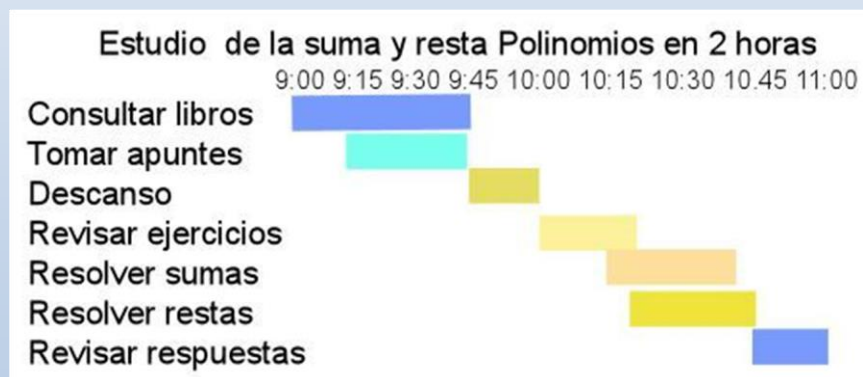 Estudio de la suma y resta Polinomios en 2 horas
9:00 9:15 9:30 9:45 10:00 10:15 10:30 10.45 11:00
Consultar libros
Tomar apuntes
Descanso
Revisar ejercicios
Resolver sumas
Resolver restas
Revisar respuestas